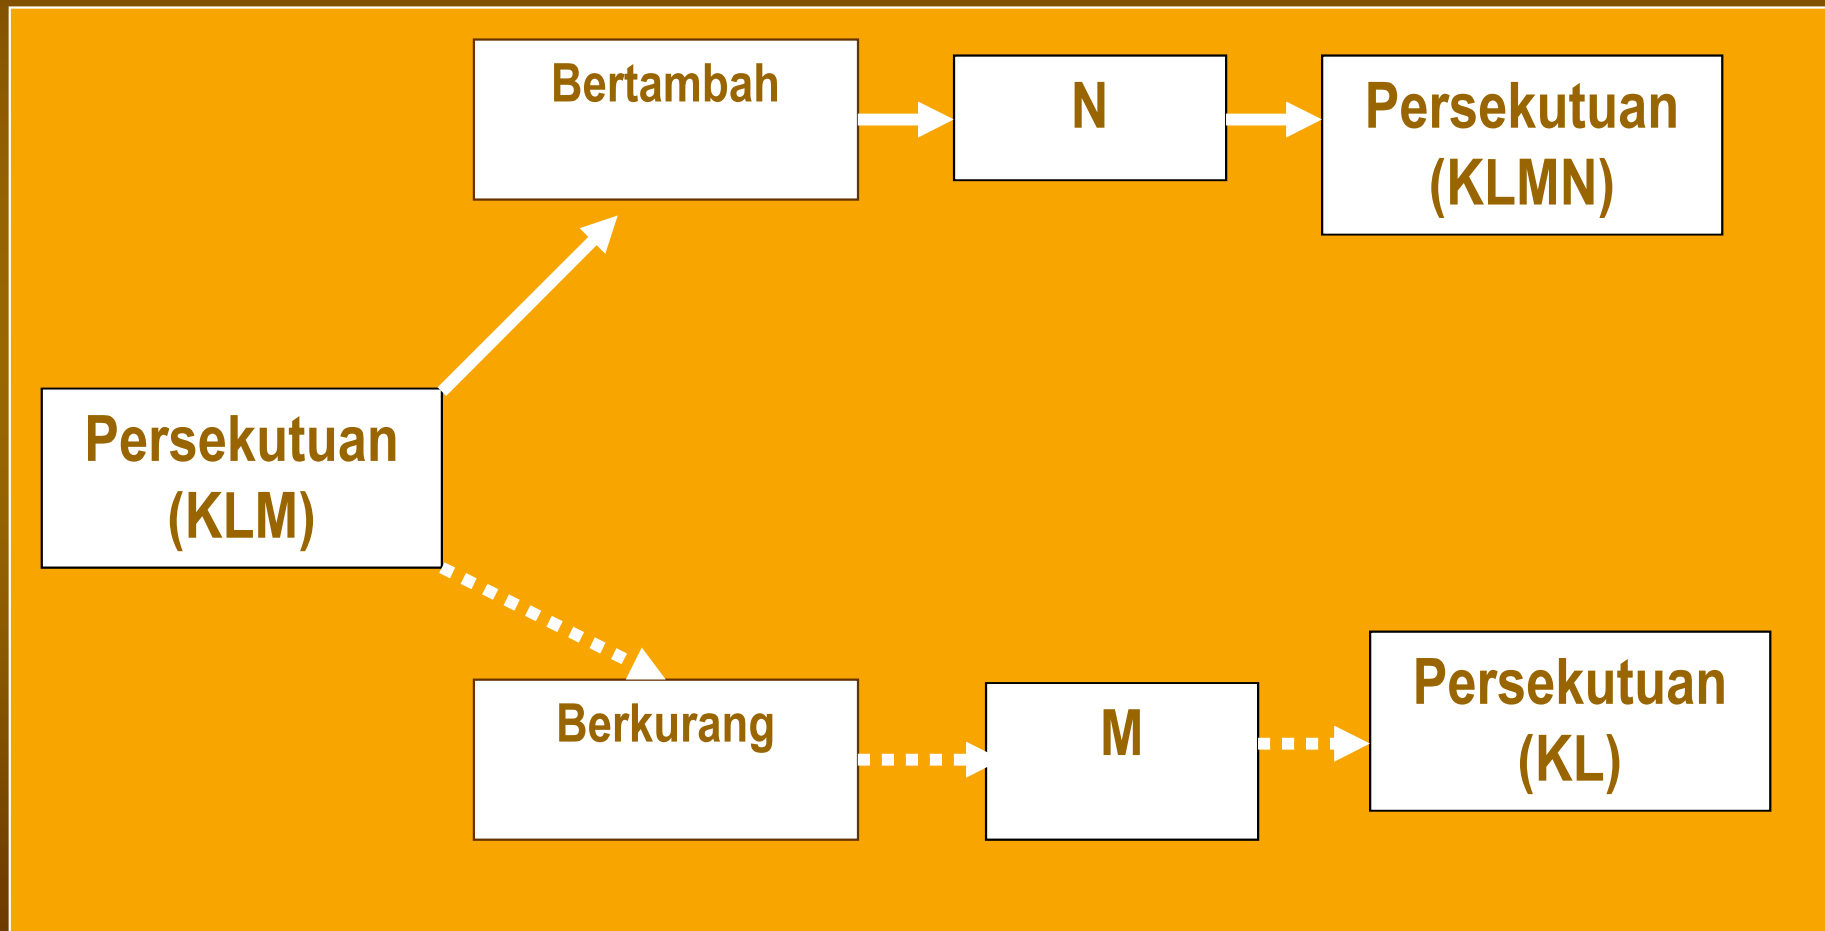 Bertambah
N
Persekutuan
(KLMN)
Persekutuan
(KLM)
Berkurang
M
Persekutuan
(KL)